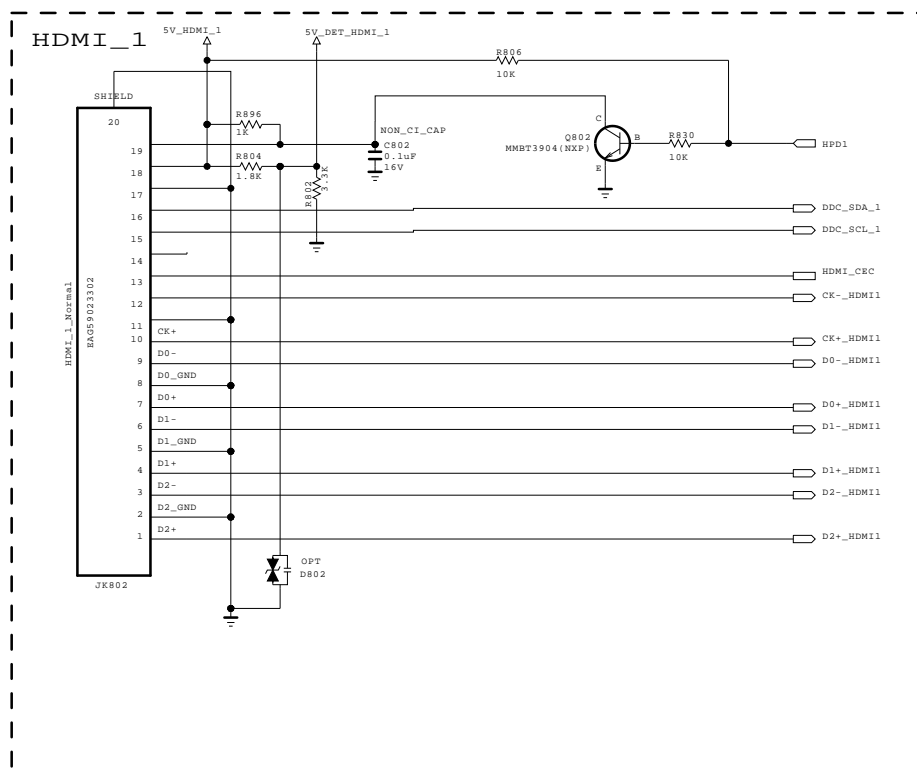 HDMI_1
5V_HDMI_1
5V_DET_HDMI_1
R806
10K
SHIELD
20
R896
1K
NON_CI_CAP
C802
0.1uF
16V
C
Q802
MMBT3904(NXP)
B
E
R830
10K
HPD1
19
R804
1.8K
R802
3.3K
18
17
16
DDC_SDA_1
15
DDC_SCL_1
14
13
HDMI_CEC
12
CK-_HDMI1
HDMI_1_Normal
EAG59023302
11
CK+
10
CK+_HDMI1
D0-
9
D0-_HDMI1
D0_GND
8
D0+
7
D0+_HDMI1
D1-
6
D1-_HDMI1
D1_GND
5
D1+
4
D1+_HDMI1
D2-
3
D2-_HDMI1
D2_GND
2
D2+
1
D2+_HDMI1
OPT
D802
JK802